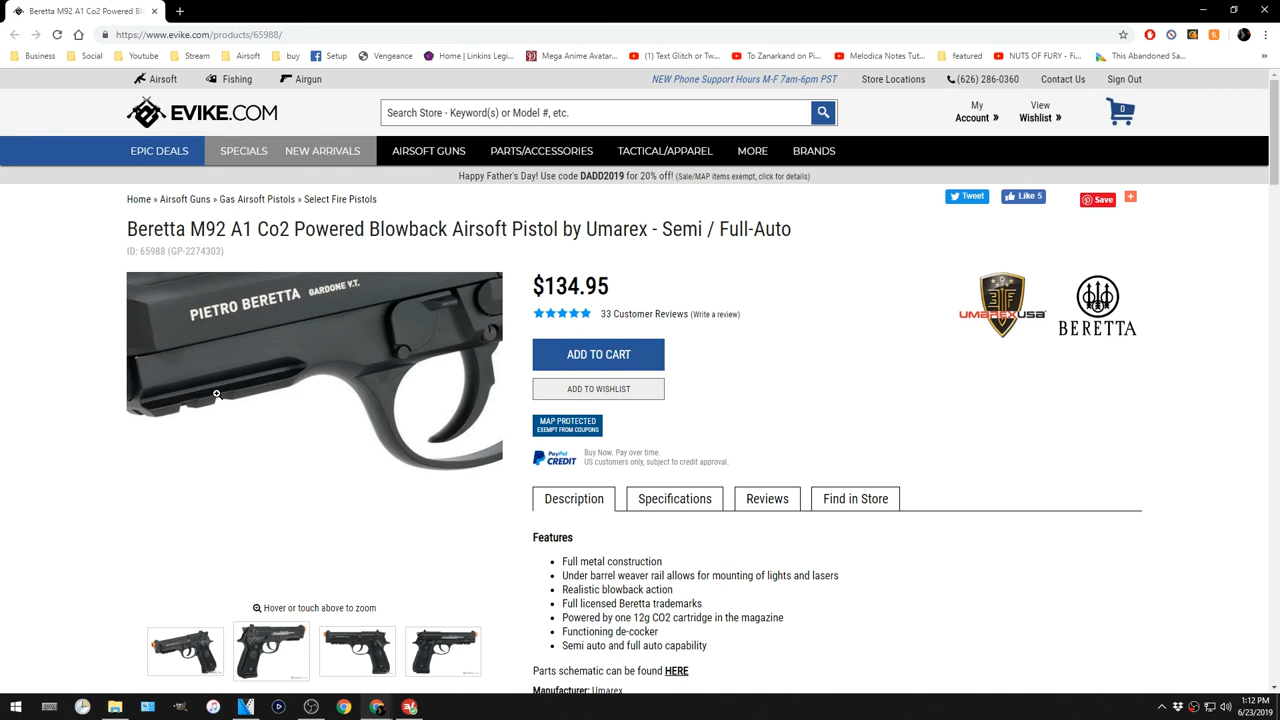 Beretta M92 A1 Co2 Powered Blo
https://www.evike.com/products/65988/
Business Social Youtube Stream Airsoft buy Setup Vengeance Home | Linkins Legi... Mega Anime Avatar... (1) Text Glitch or Tw... To Zanarkand on Pi... Melodica Notes Tut... featured NUTS OF FURY - Fi... This Abandoned Sa... »
Airsoft Fishing Airgun NEW Phone Support Hours M-F 7am-6pm PST Store Locations (626) 286-0360 Contact Us Sign Out
EVIKE.COM
Search Store - Keyword(s) or Model #, etc.
My Account »
View Wishlist »
0
EPIC DEALS SPECIALS NEW ARRIVALS AIRSOFT GUNS PARTS/ACCESSORIES TACTICAL/APPAREL MORE BRANDS
Happy Father's Day! Use code DADD2019 for 20% off! (Sale/MAP items exempt, click for details)
Home » Airsoft Guns » Gas Airsoft Pistols » Select Fire Pistols
Tweet Like 5 Save
Beretta M92 A1 Co2 Powered Blowback Airsoft Pistol by Umarex - Semi / Full-Auto
ID: 65988 (GP-2274303)
PIETRO BERETTA GARDONE V.T.
$134.95
33 Customer Reviews (Write a review)
UMAREX USA
BERETTA
ADD TO CART
ADD TO WISHLIST
MAP PROTECTED
EXEMPT FROM COUPONS
PayPal CREDIT
Buy Now. Pay over time.
US customers only, subject to credit approval.
Description Specifications Reviews Find in Store
Features
• Full metal construction
• Under barrel weaver rail allows for mounting of lights and lasers
• Realistic blowback action
• Full licensed Beretta trademarks
• Powered by one 12g CO2 cartridge in the magazine
• Functioning de-cocker
• Semi auto and full auto capability
Hover or touch above to zoom
Parts schematic can be found HERE
Manufacturer: Umarex
1:12 PM
6/23/2019